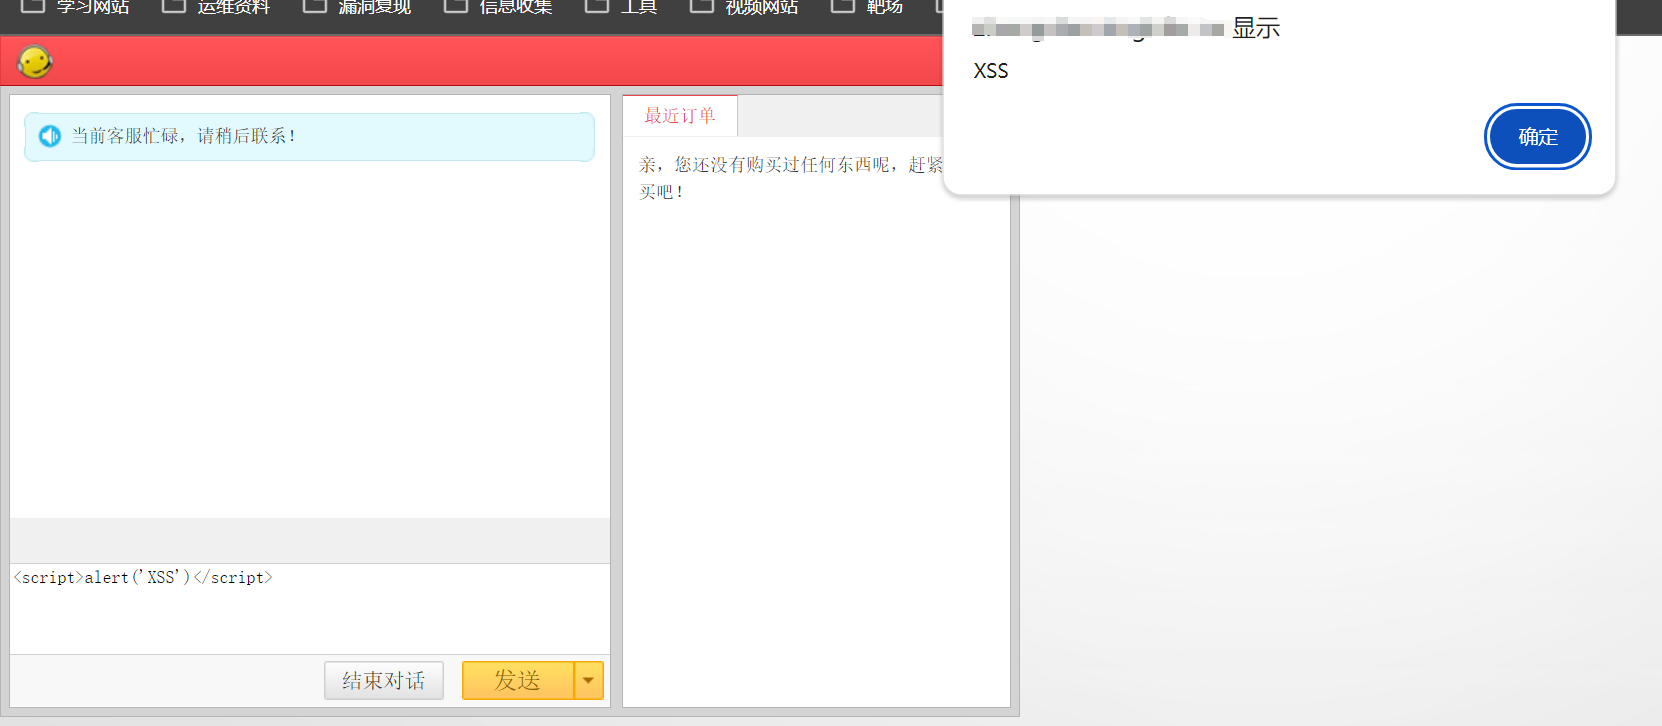 学习网站 运维资料 漏洞复现 信息收集 工具 视频网站 靶场
显示
XSS
确定
当前客服忙碌，请稍后联系！
最近订单
亲，您还没有购买过任何东西呢，赶紧
买吧！
<script>alert('XSS')</script>
结束对话 发送